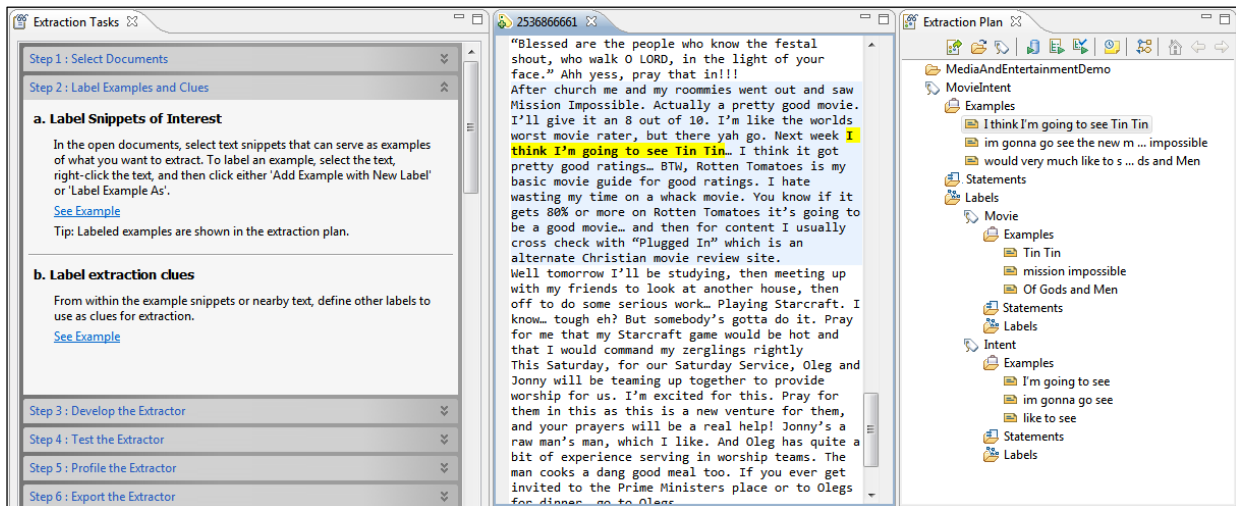 Extraction Tasks
Step 1 : Select Documents
Step 2 : Label Examples and Clues
a. Label Snippets of Interest
In the open documents, select text snippets that can serve as examples
of what you want to extract. To label an example, select the text,
right-click the text, and then click either 'Add Example with New Label'
or 'Label Example As'.
See Example
Tip: Labeled examples are shown in the extraction plan.
b. Label extraction clues
From within the example snippets or nearby text, define other labels to
use as clues for extraction.
See Example
Step 3 : Develop the Extractor
Step 4 : Test the Extractor
Step 5 : Profile the Extractor
Step 6 : Export the Extractor
2536866661
“Blessed are the people who know the festal
shout, who walk O LORD, in the light of your
face.” Ahh yess, pray that in!!!
After church me and my roommies went out and saw
Mission Impossible. Actually a pretty good movie.
I’ll give it an 8 out of 10. I’m like the worlds
worst movie rater, but there yah go. Next week I
think I’m going to see Tin Tin… I think it got
pretty good ratings… BTW, Rotten Tomatoes is my
basic movie guide for good ratings. I hate
wasting my time on a whack movie. You know if it
gets 80% or more on Rotten Tomatoes it’s going to
be a good movie… and then for content I usually
cross check with “Plugged In” which is an
alternate Christian movie review site.
Well tomorrow I’ll be studying, then meeting up
with my friends to look at another house, then
off to do some serious work… Playing Starcraft. I
know… tough eh? But somebody’s gotta do it. Pray
for me that my Starcraft game would be hot and
that I would command my zerglings rightly
This Saturday, for our Saturday Service, Oleg and
Jonny will be teaming up together to provide
worship for us. I’m excited for this. Pray for
them in this as this is a new venture for them,
and your prayers will be a real help! Jonny’s a
raw man’s man, which I like. And Oleg has quite a
bit of experience serving in worship teams. The
man cooks a dang good meal too. If you ever get
invited to the Prime Ministers place or to Olegs
for dinner, go to Olegs
Extraction Plan
MediaAndEntertainmentDemo
MovieIntent
Examples
I think I'm going to see Tin Tin
im gonna go see the new m ... impossible
would very much like to s ... ds and Men
Statements
Labels
Movie
Examples
Tin Tin
mission impossible
Of Gods and Men
Statements
Labels
Intent
Examples
I'm going to see
im gonna go see
like to see
Statements
Labels